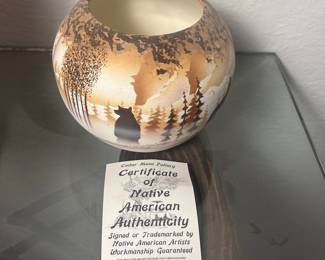 Cedar Mesa Pottery
Certificate
of
Native
American
Authenticity
Signed or Trademarked by
Native American Artists
Workmanship Guaranteed